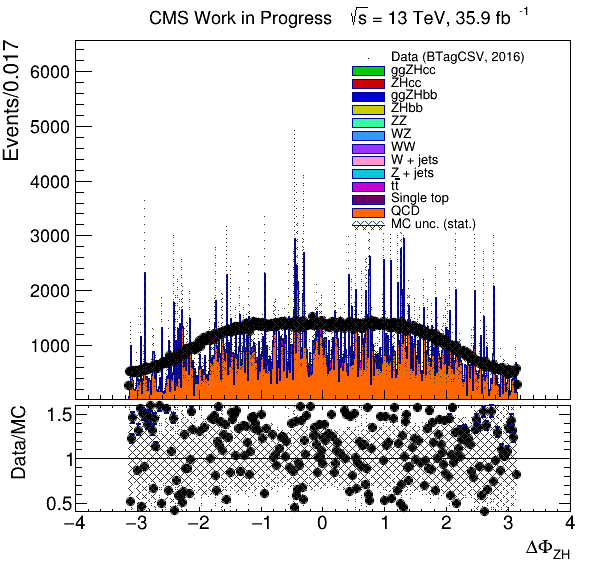 CMS Work in Progress √s = 13 TeV, 35.9 fb⁻¹
Events/0.017
6000
5000
4000
3000
2000
1000
Data (BTagCSV, 2016)
ggZHcc
ZHcc
ggZHbb
ZHbb
ZZ
WZ
WW
W + jets
Z + jets
tt̄
Single top
QCD
MC unc. (stat.)
Data/MC
1.5
1
0.5
−4 −3 −2 −1 0 1 2 3 4
ΔΦ_ZH